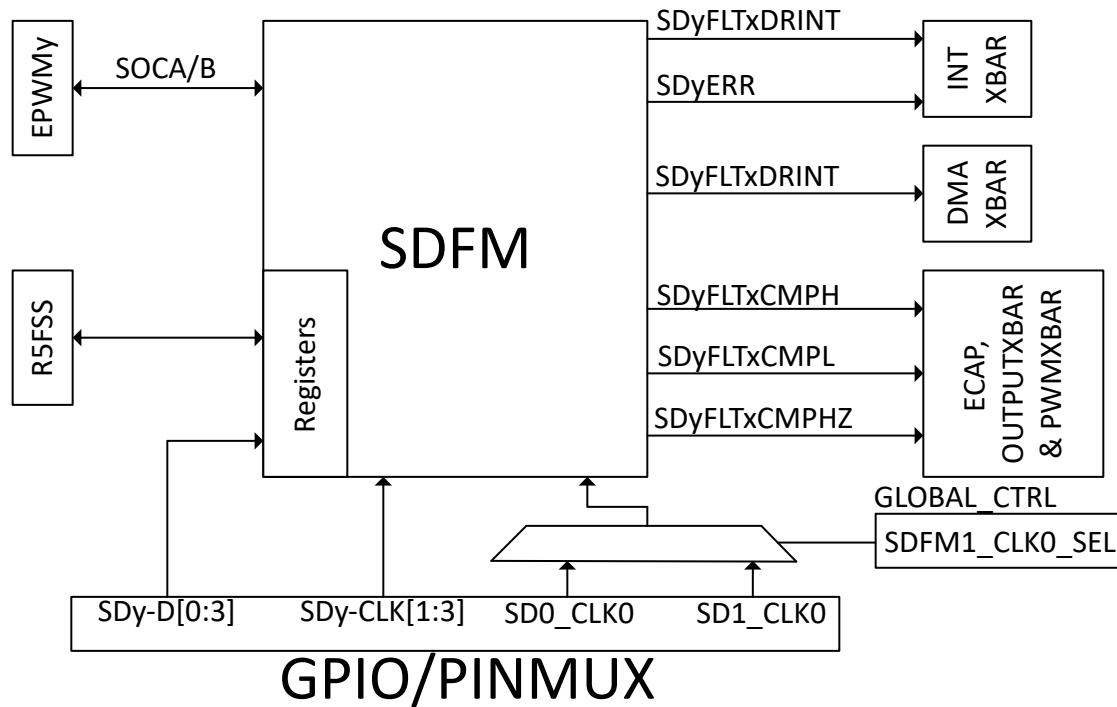 SDyFLTxDRINT
EPWMy
SOCA/B
SDyERR
INT
XBAR
SDyFLTxDRINT
DMA
XBAR
SDFM
R5FSS
Registers
SDyFLTxCMPH
SDyFLTxCMPL
SDyFLTxCMPHZ
ECAP,
OUTPUTXBAR
& PWMXBAR
GLOBAL_CTRL
SDFM1_CLK0_SEL
SDy-D[0:3]
SDy-CLK[1:3]
SD0_CLK0
SD1_CLK0
GPIO/PINMUX